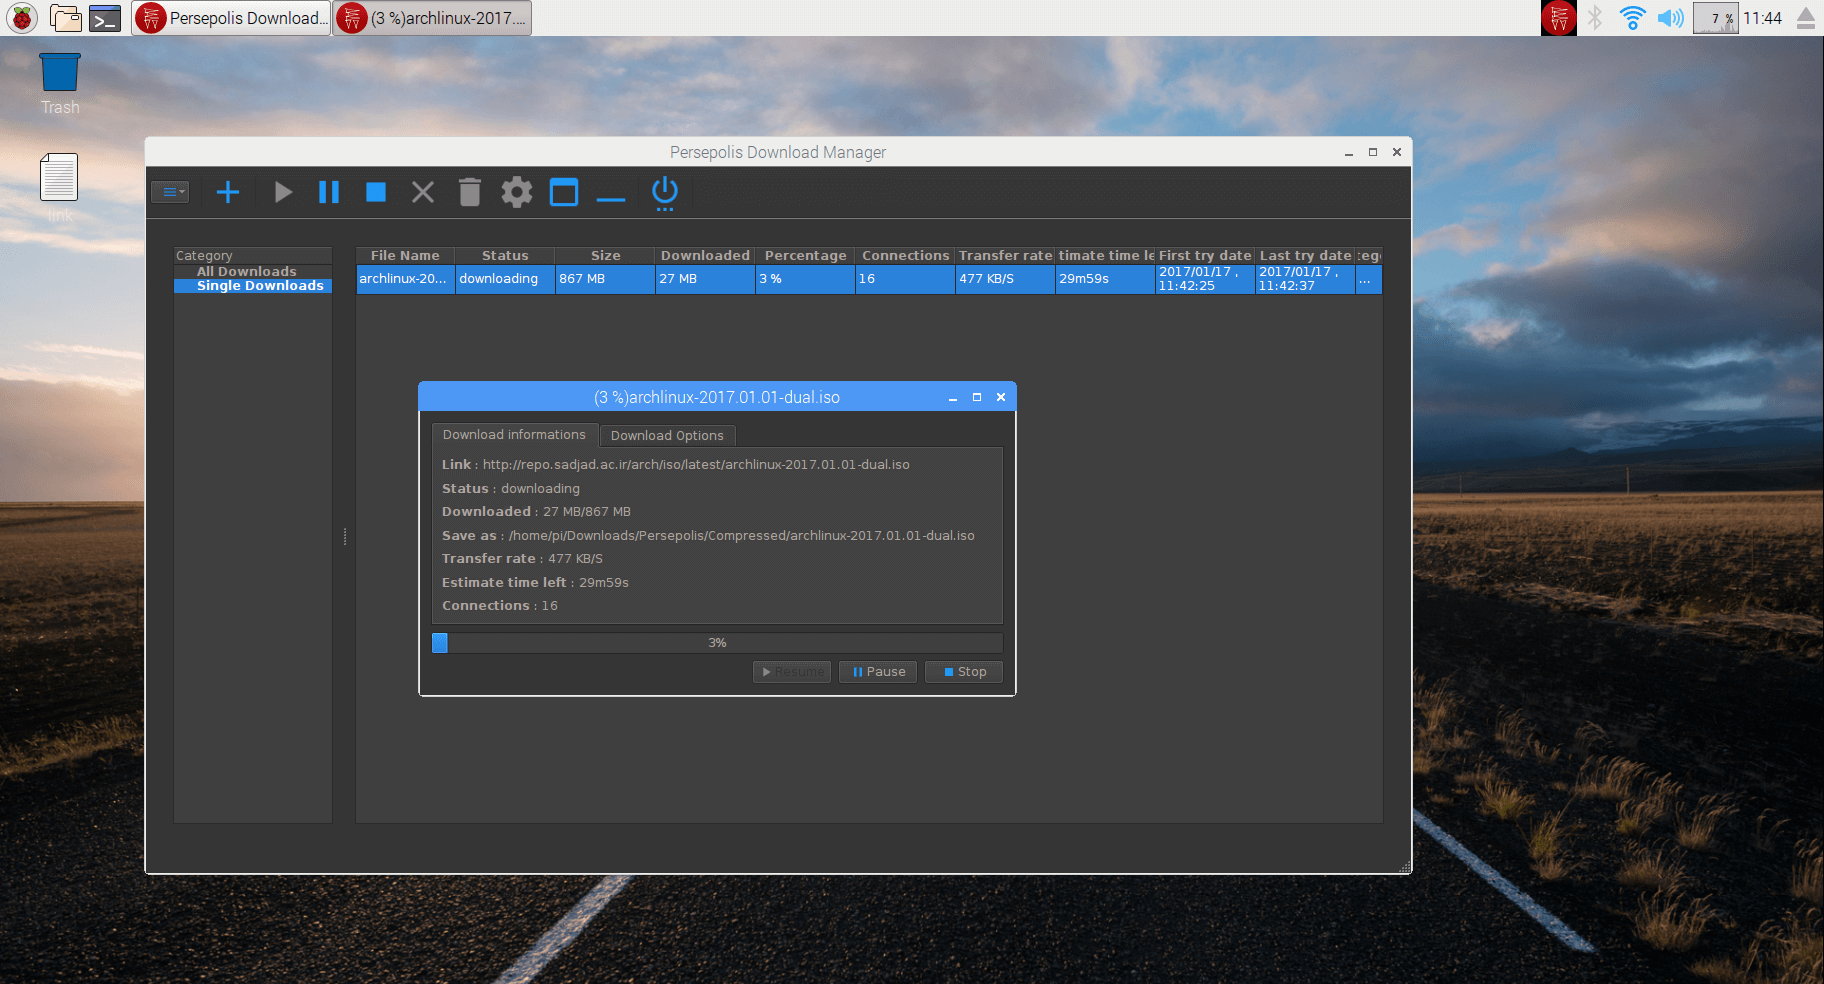 Persepolis Download...
(3 %)archlinux-2017....
7 %
11:44
Trash
link
Persepolis Download Manager
Category
All Downloads
Single Downloads
File Name Status Size Downloaded Percentage Connections Transfer rate timate time le First try date Last try date
archlinux-20... downloading 867 MB 27 MB 3 % 16 477 KB/S 29m59s 2017/01/17 , 2017/01/17 , ...
11:42:25 11:42:37
(3 %)archlinux-2017.01.01-dual.iso
Download informations Download Options
Link : http://repo.sadjad.ac.ir/arch/iso/latest/archlinux-2017.01.01-dual.iso
Status : downloading
Downloaded : 27 MB/867 MB
Save as : /home/pi/Downloads/Persepolis/Compressed/archlinux-2017.01.01-dual.iso
Transfer rate : 477 KB/S
Estimate time left : 29m59s
Connections : 16
3%
Resume Pause Stop